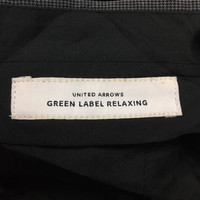 UNITED ARROWS
GREEN LABEL RELAXING